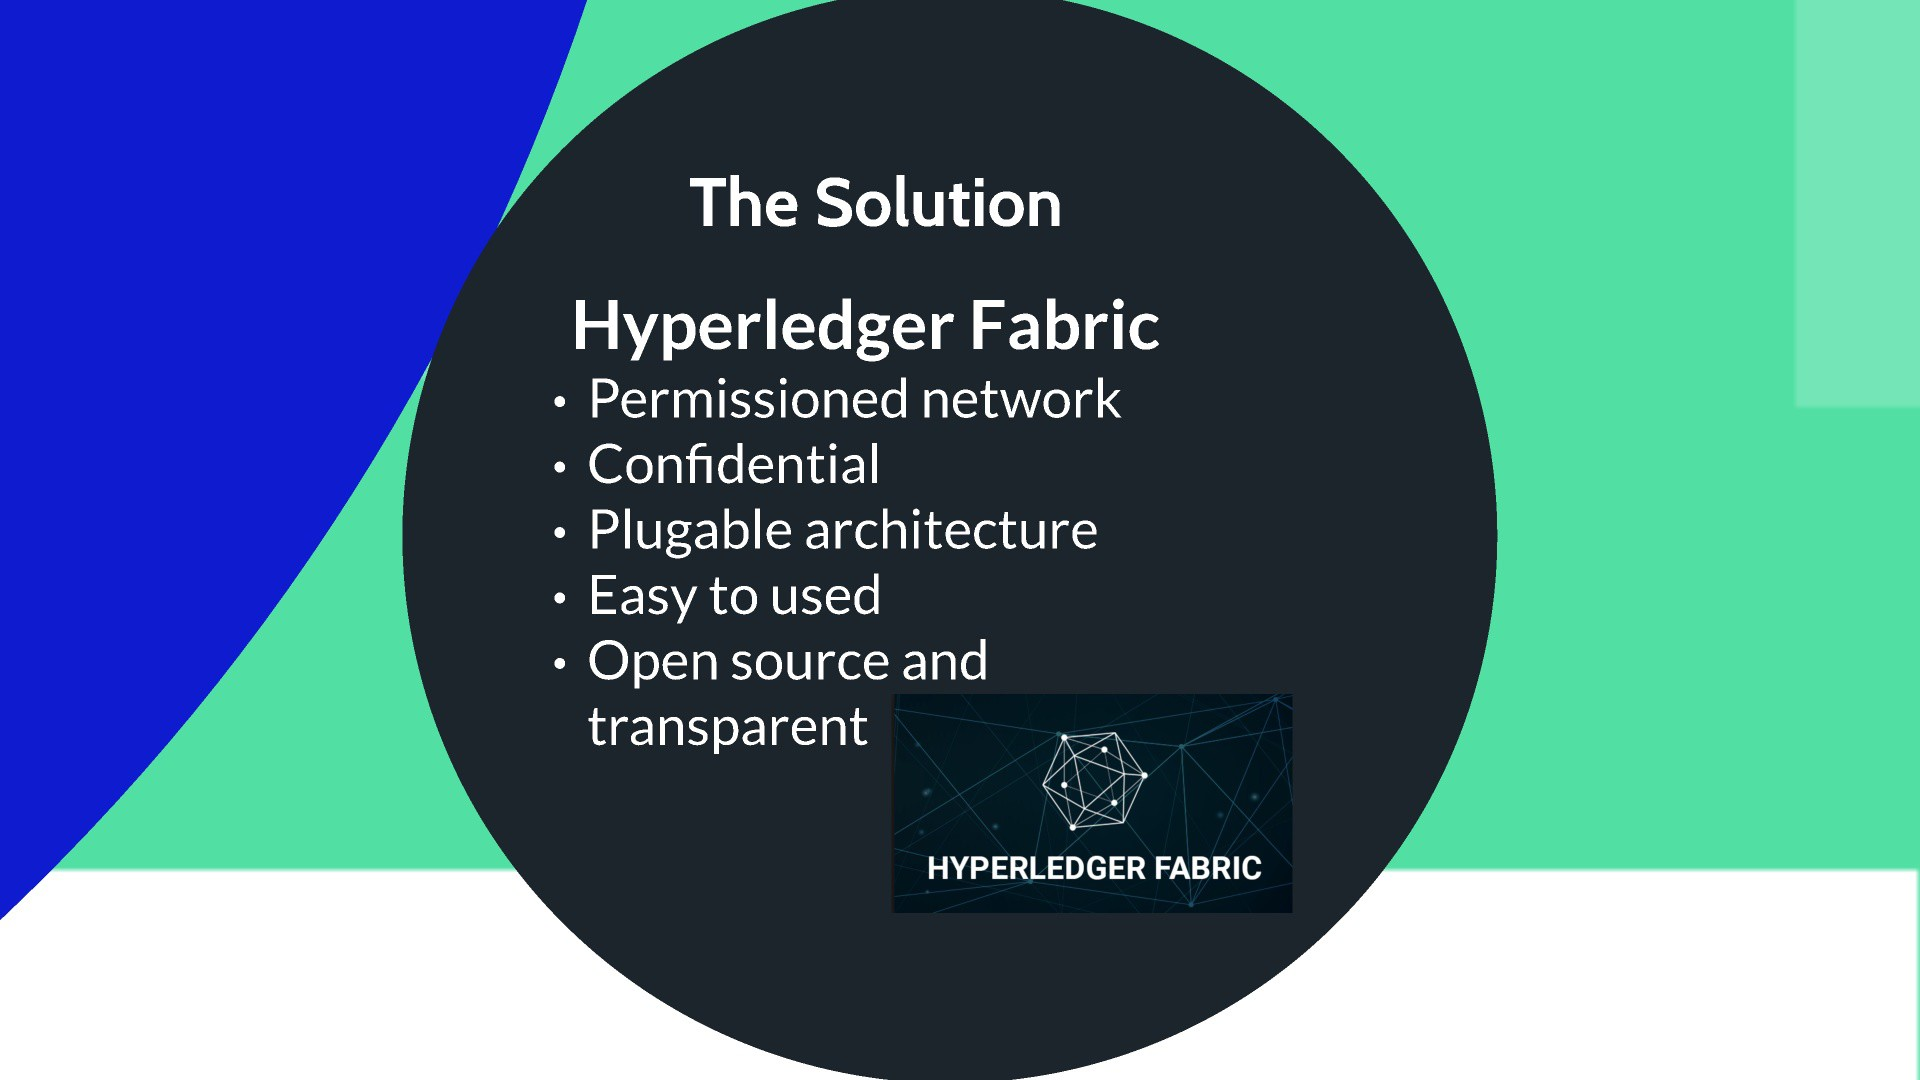 The Solution
Hyperledger Fabric
• Permissioned network
• Confidential
• Plugable architecture
• Easy to used
• Open source and
transparent
HYPERLEDGER FABRIC